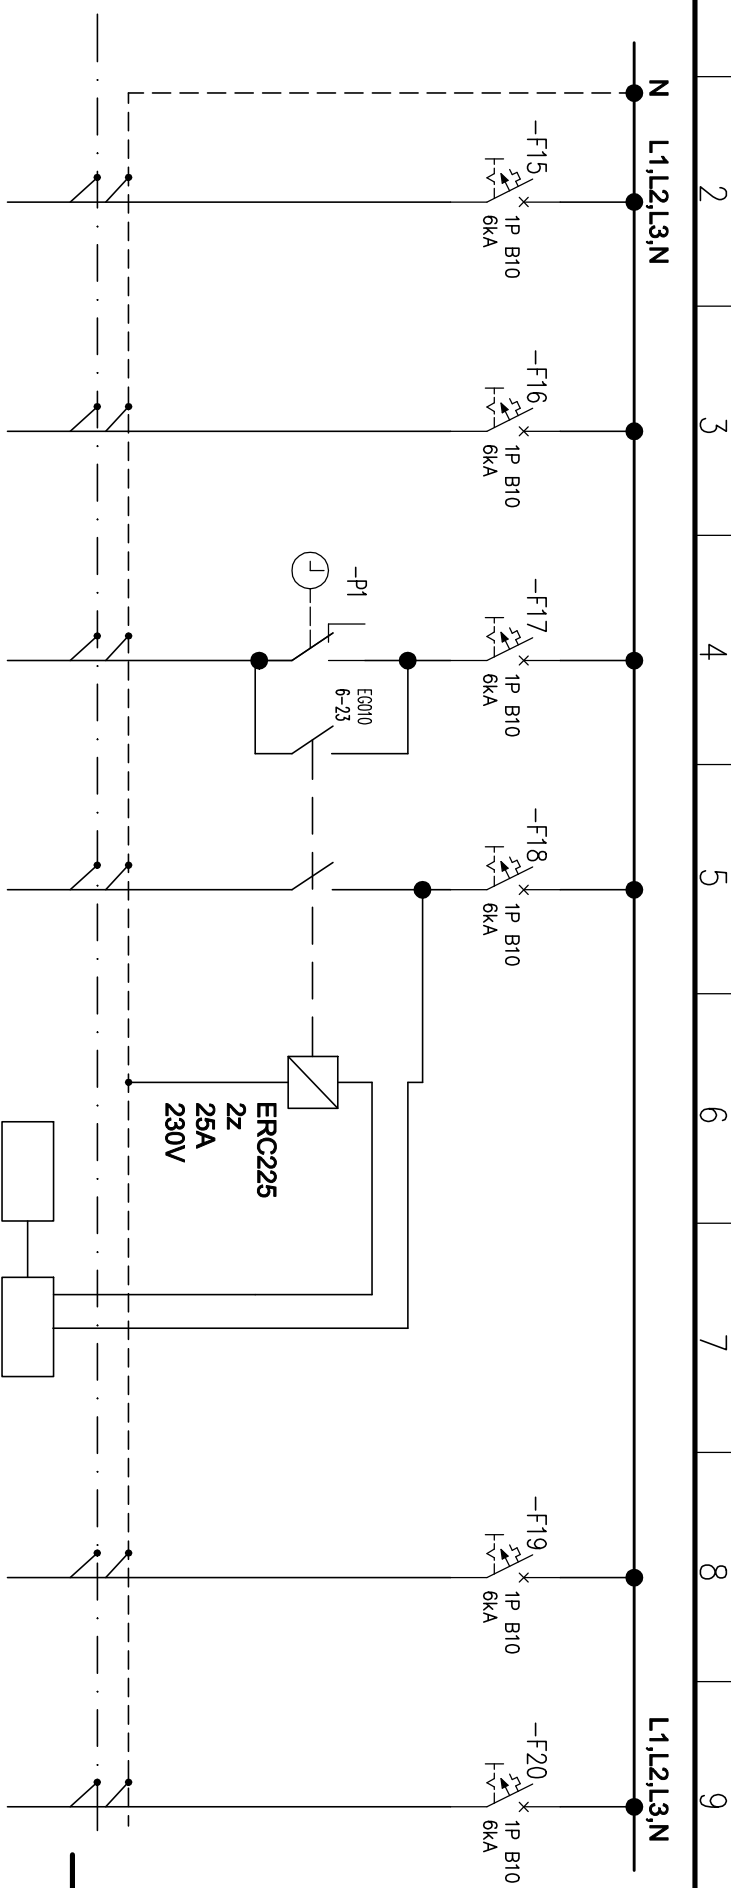 2
3
4
5
6
7
8
9
N
L1,L2,L3,N
L1,L2,L3,N
-F15
1P B10
6kA
-F16
1P B10
6kA
-F17
1P B10
6kA
-F18
1P B10
6kA
-F19
1P B10
6kA
-F20
1P B10
6kA
-P1
EG010
6-23
ERC225
2z
25A
230V